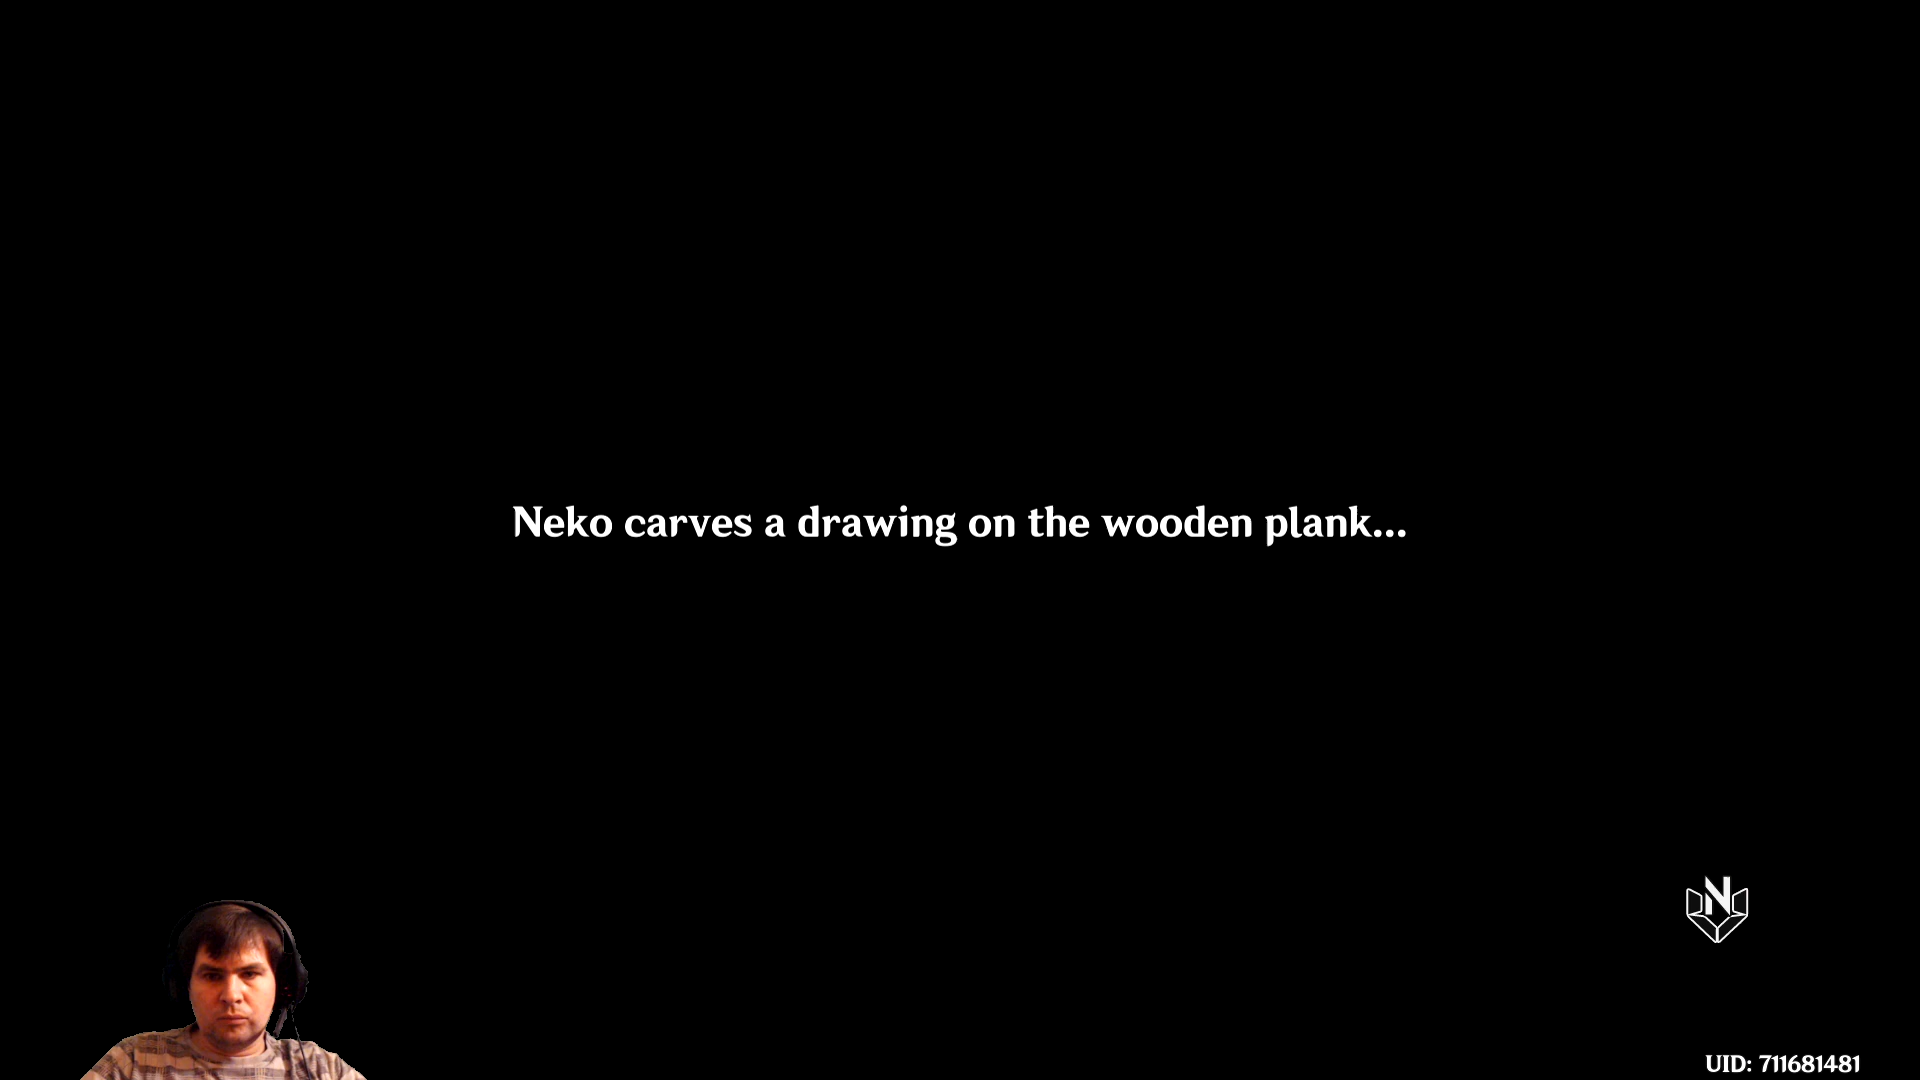 Neko carves a drawing on the wooden plank...
N
UID: 711681481